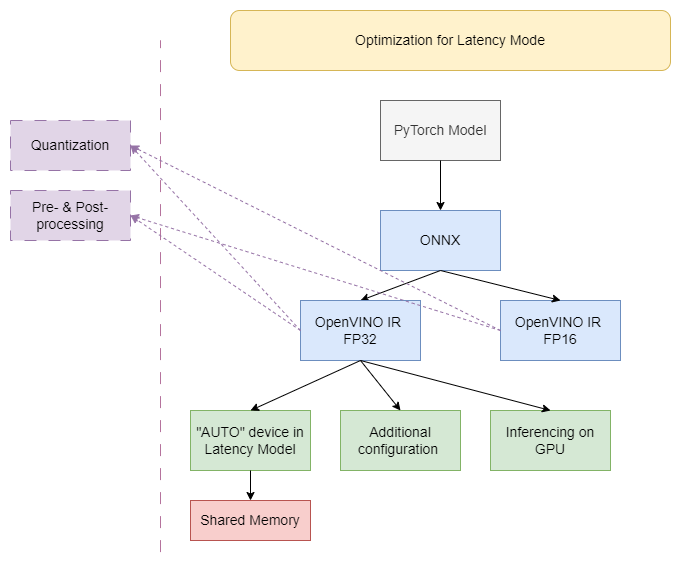 Optimization for Latency Mode
PyTorch Model
Quantization
Pre- & Post-
processing
ONNX
OpenVINO IR
FP32
OpenVINO IR
FP16
"AUTO" device in
Latency Model
Additional
configuration
Inferencing on
GPU
Shared Memory